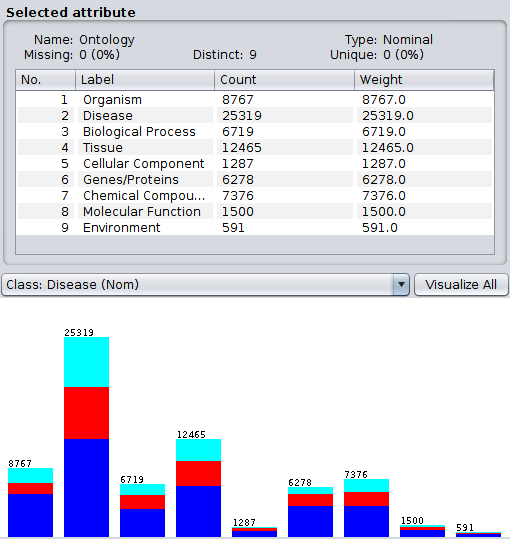 Selected attribute
Name: Ontology Type: Nominal
Missing: 0 (0%) Distinct: 9 Unique: 0 (0%)
No. Label Count Weight
1 Organism 8767 8767.0
2 Disease 25319 25319.0
3 Biological Process 6719 6719.0
4 Tissue 12465 12465.0
5 Cellular Component 1287 1287.0
6 Genes/Proteins 6278 6278.0
7 Chemical Compou... 7376 7376.0
8 Molecular Function 1500 1500.0
9 Environment 591 591.0
Class: Disease (Nom) Visualize All
25319
12465
8767
6719
6278
7376
1287
1500
591